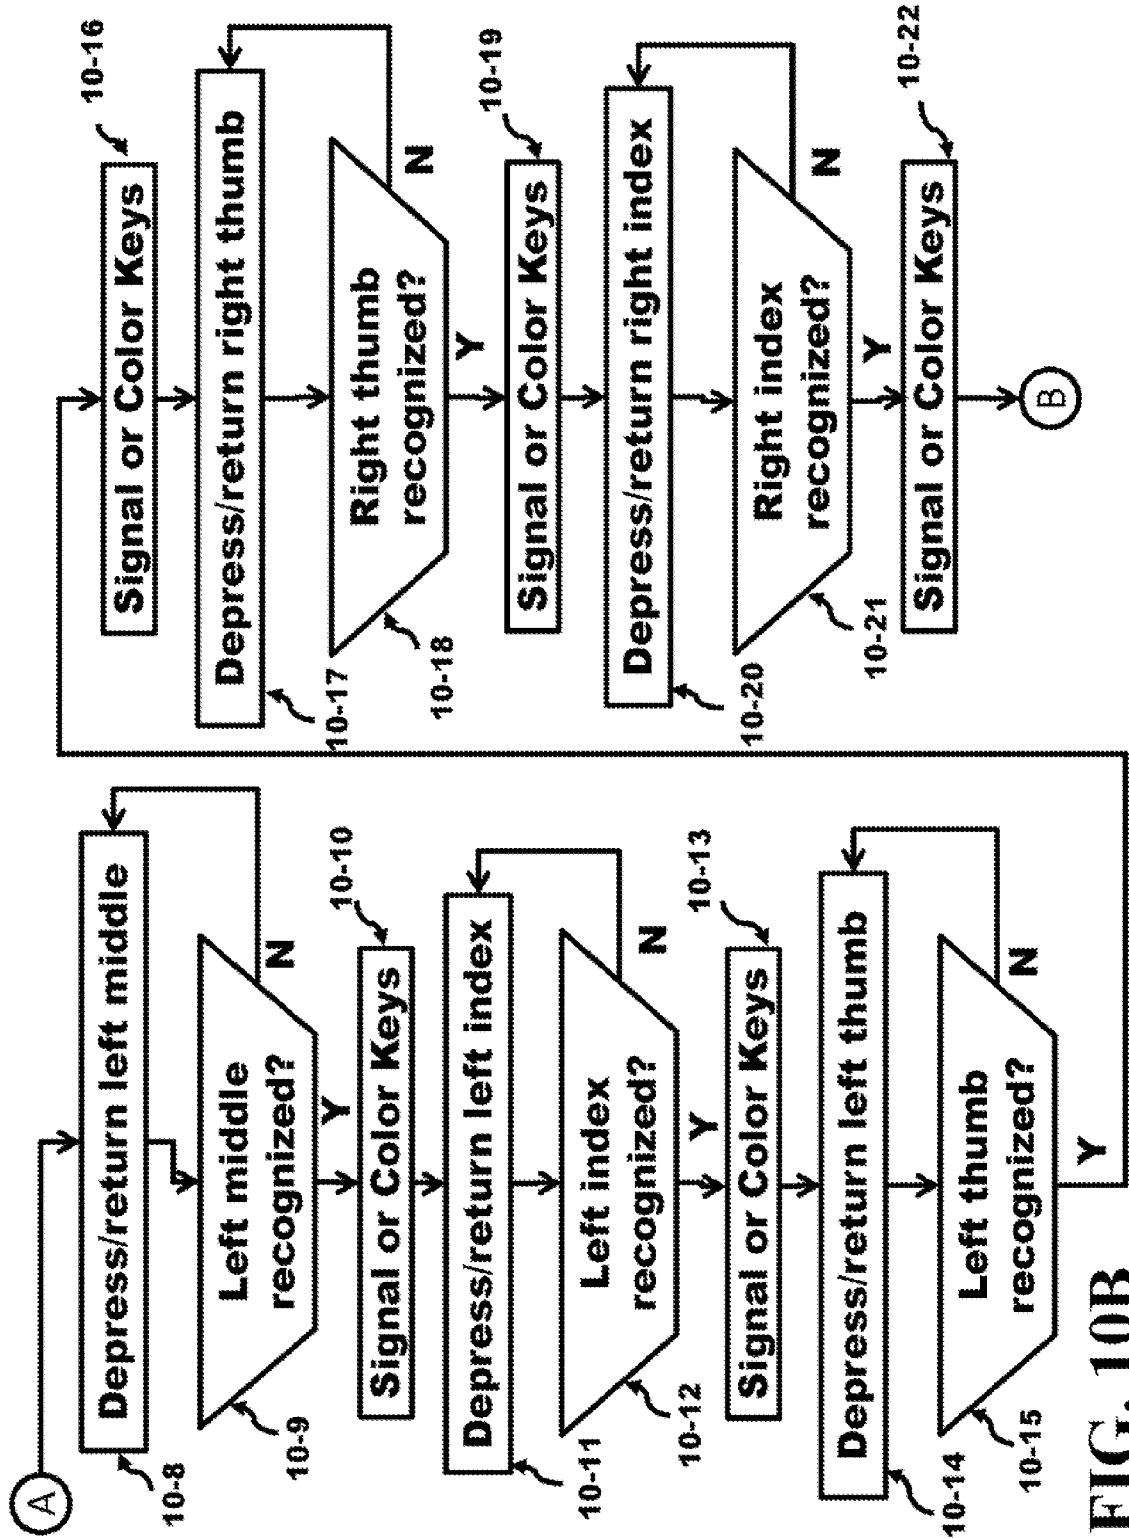 A
10-8
Depress/return left middle
10-9
Left middle
recognized?
N
Y
10-10
Signal or Color Keys
10-11
Depress/return left index
10-12
Left index
recognized?
N
Y
10-13
Signal or Color Keys
10-14
Depress/return left thumb
10-15
Left thumb
recognized?
N
Y
10-16
Signal or Color Keys
10-17
Depress/return right thumb
10-18
Right thumb
recognized?
N
Y
10-19
Signal or Color Keys
10-20
Depress/return right index
10-21
Right index
recognized?
N
Y
10-22
Signal or Color Keys
B
FIG. 10B